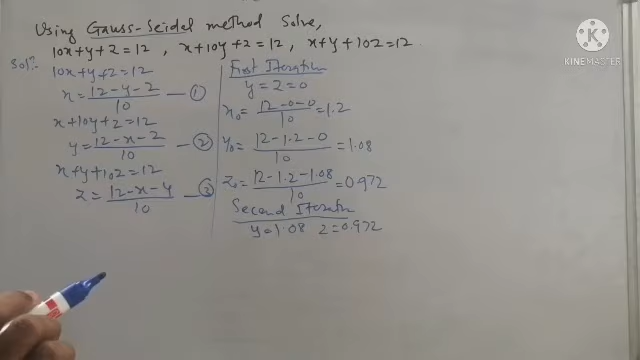 Using Gauss-Seidel method Solve,
10x+y+z=12 , x+10y+z=12 , x+y+10z=12
Sol?:
10x+y+z=12
x=12-y-z/10 —①
x+10y+z=12
y=12-x-z/10 —②
x+y+10z=12
z=12-x-y/10 —③
First Iteration
y=z=0
x0=12-0-0/10=1.2
y0=12-1.2-0/10=1.08
z0=12-1.2-1.08/10=0.972
Second Iteration
y=1.08 z=0.972
KINEMASTER